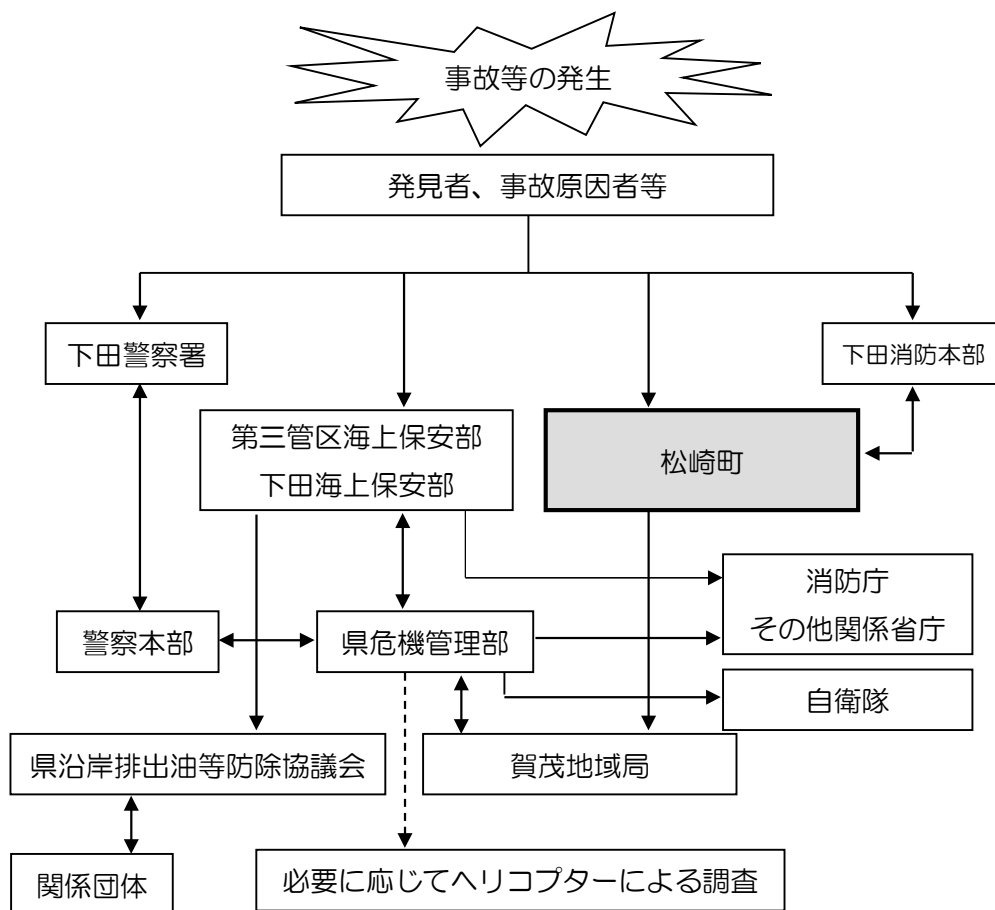 事故等の発生
発見者、事故原因者等
下田警察署
下田消防本部
第三管区海上保安部
下田海上保安部
松崎町
消防庁
その他関係省庁
警察本部
県危機管理部
自衛隊
県沿岸排出油等防除協議会
賀茂地域局
関係団体
必要に応じてヘリコプターによる調査